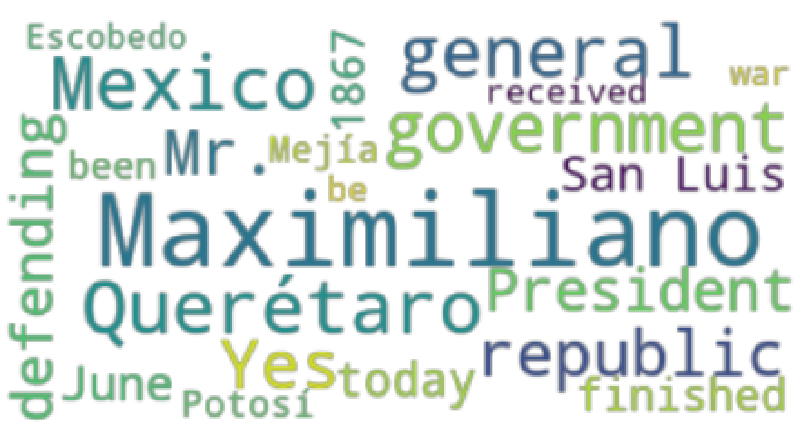 Escobedo
Mexico
1867
general
war
received
government
defending
been
Mr.
Mejía
be
San Luis
Maximiliano
Querétaro
President
Yes
republic
June
today
Potosí
finished